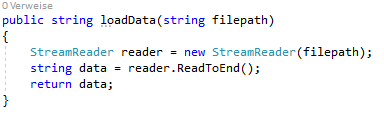 0 Verweise
public string loadData(string filepath)
{
    StreamReader reader = new StreamReader(filepath);
    string data = reader.ReadToEnd();
    return data;
}